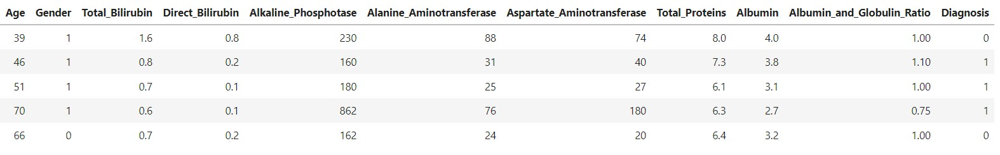 Age Gender Total_Bilirubin Direct_Bilirubin Alkaline_Phosphotase Alanine_Aminotransferase Aspartate_Aminotransferase Total_Proteins Albumin Albumin_and_Globulin_Ratio Diagnosis
39 1 1.6 0.8 230 88 74 8.0 4.0 1.00 0
46 1 0.8 0.2 160 31 40 7.3 3.8 1.10 1
51 1 0.7 0.1 180 25 27 6.1 3.1 1.00 1
70 1 0.6 0.1 862 76 180 6.3 2.7 0.75 1
66 0 0.7 0.2 162 24 20 6.4 3.2 1.00 0